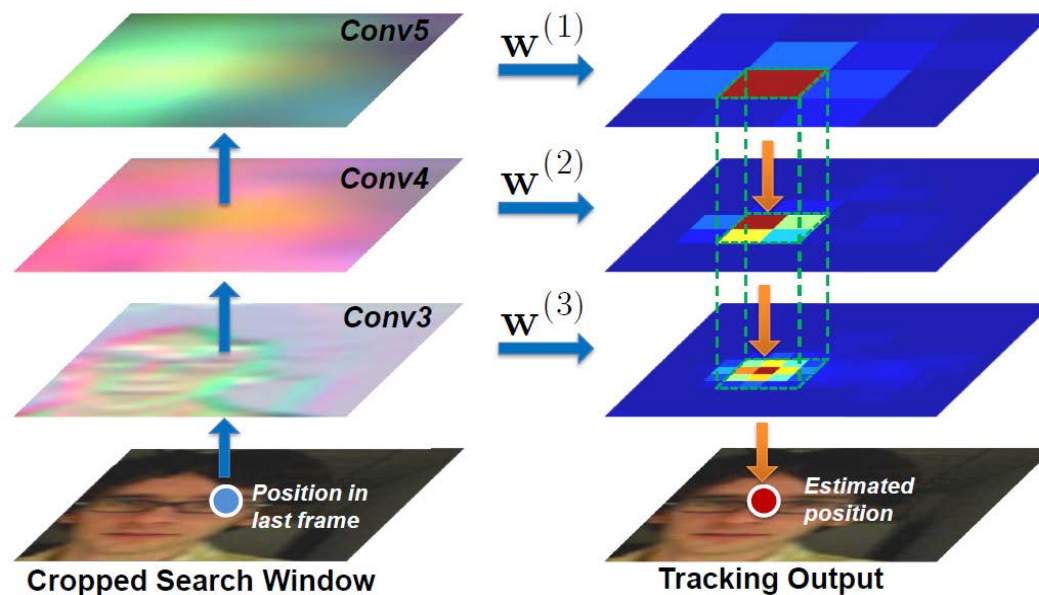 Conv5
w(1)
Conv4
w(2)
Conv3
w(3)
Position in
last frame
Estimated
position
Cropped Search Window
Tracking Output